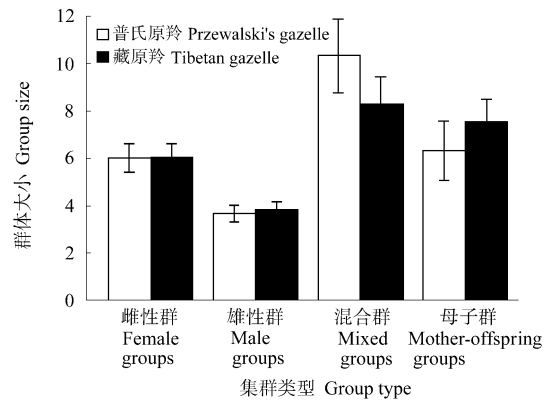 普氏原羚 Przewalski's gazelle
藏原羚 Tibetan gazelle
群体大小 Group size
12
10
8
6
4
2
0
雌性群 雄性群 混合群 母子群
Female Male Mixed Mother-offspring
groups groups groups groups
集群类型 Group type